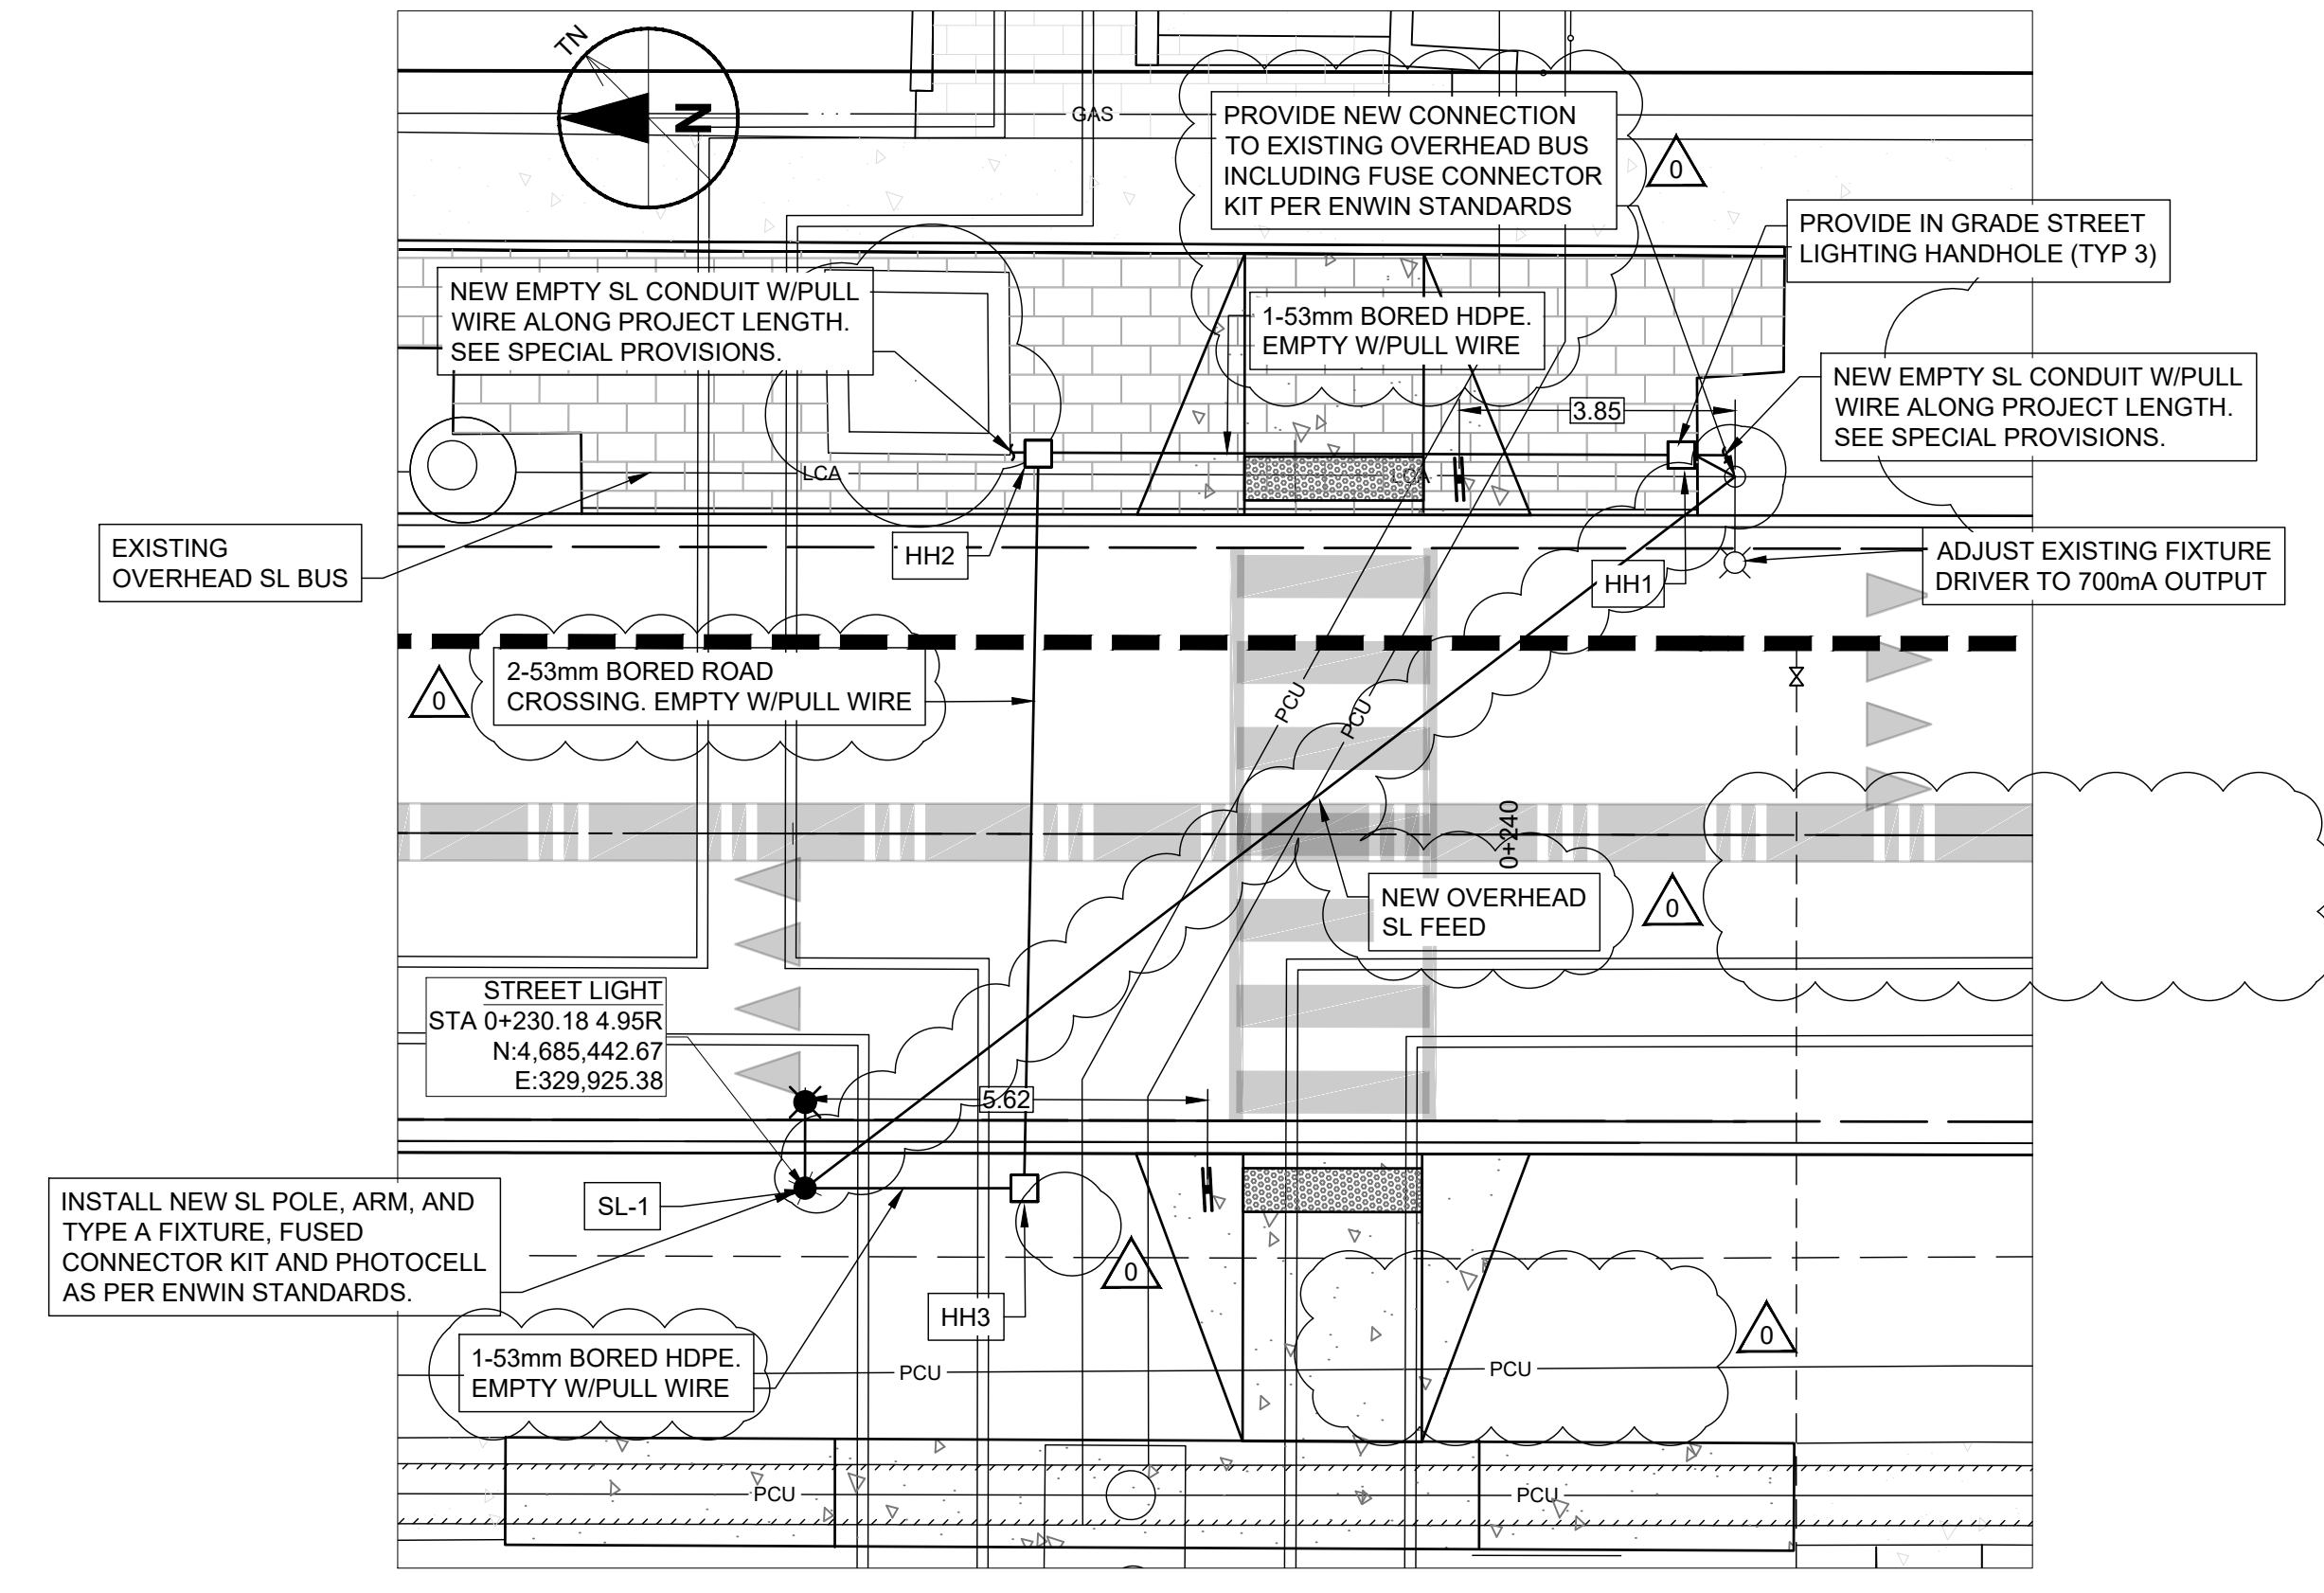 TN
N
GAS
PROVIDE NEW CONNECTION
TO EXISTING OVERHEAD BUS
INCLUDING FUSE CONNECTOR
KIT PER ENWIN STANDARDS
0
PROVIDE IN GRADE STREET
LIGHTING HANDHOLE (TYP 3)
NEW EMPTY SL CONDUIT W/PULL
WIRE ALONG PROJECT LENGTH.
SEE SPECIAL PROVISIONS.
1-53mm BORED HDPE.
EMPTY W/PULL WIRE
NEW EMPTY SL CONDUIT W/PULL
WIRE ALONG PROJECT LENGTH.
SEE SPECIAL PROVISIONS.
3.85
LCA
LCA
EXISTING
OVERHEAD SL BUS
HH2
HH1
ADJUST EXISTING FIXTURE
DRIVER TO 700mA OUTPUT
2-53mm BORED ROAD
CROSSING. EMPTY W/PULL WIRE
0
PCU
PCU
0+240
NEW OVERHEAD
SL FEED
0
STREET LIGHT
STA 0+230.18 4.95R
N:4,685,442.67
E:329,925.38
5.62
INSTALL NEW SL POLE, ARM, AND
TYPE A FIXTURE, FUSED
CONNECTOR KIT AND PHOTOCELL
AS PER ENWIN STANDARDS.
SL-1
0
HH3
0
1-53mm BORED HDPE.
EMPTY W/PULL WIRE
PCU
PCU
PCU
PCU